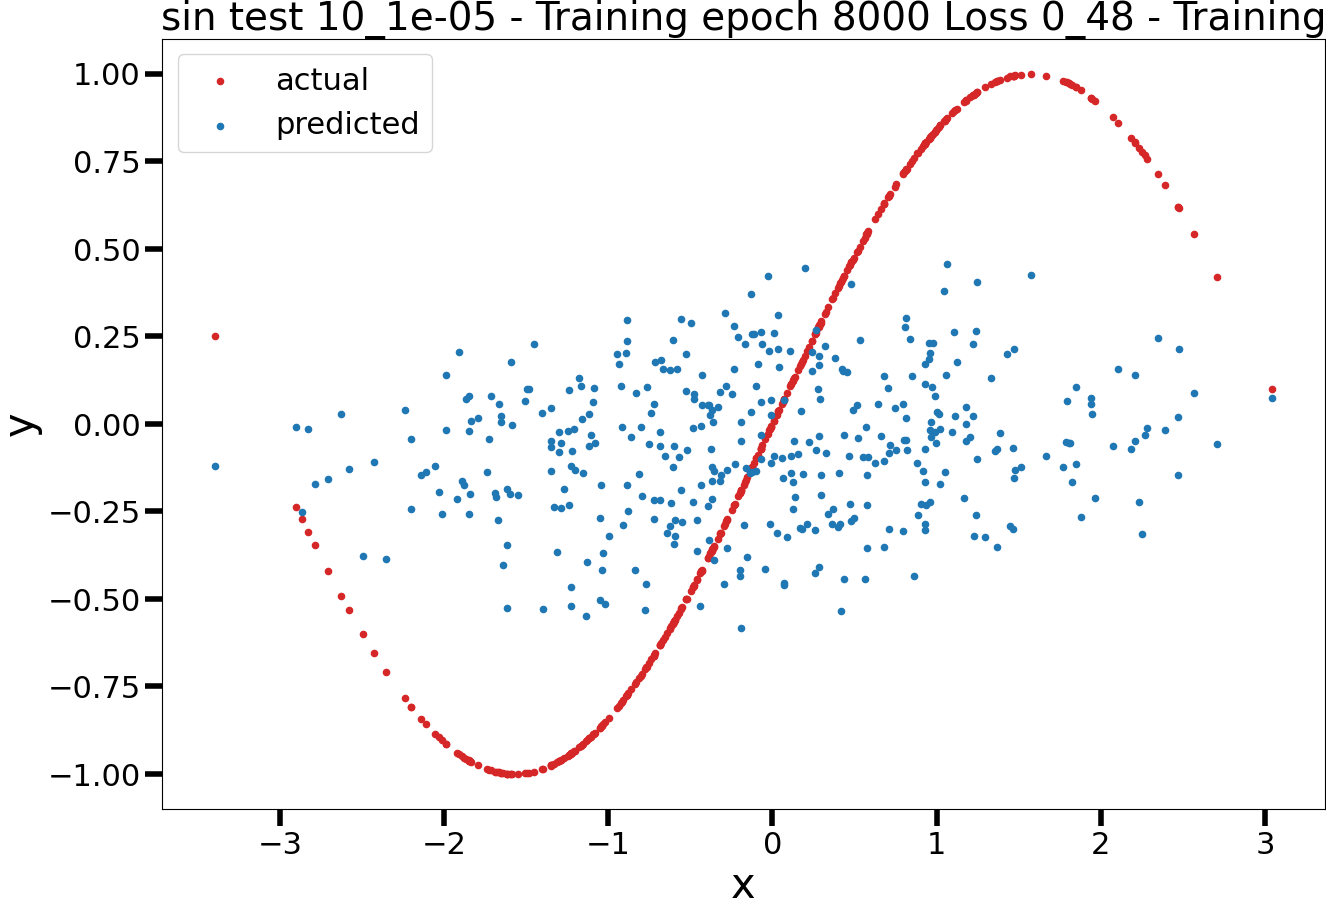 sin test 10_1e-05 - Training epoch 8000 Loss 0_48 - Training
actual
predicted
1.00
0.75
0.50
0.25
0.00
−0.25
−0.50
−0.75
−1.00
y
−3 −2 −1 0 1 2 3
x